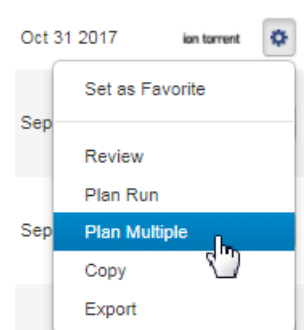 Oct 31 2017 ion torrent
Set as Favorite
Sep
Review
Plan Run
Sep
Plan Multiple
Copy
Export